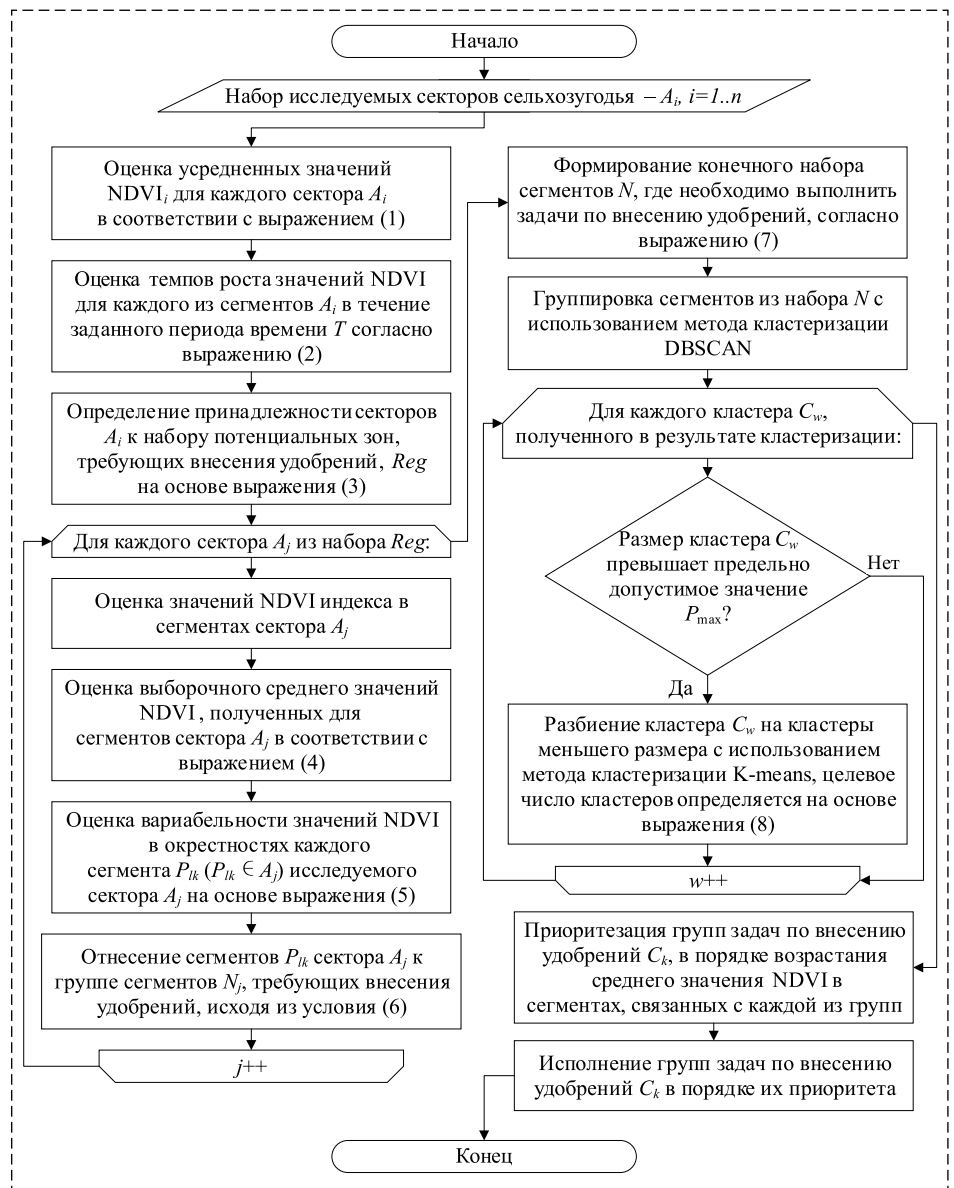 Начало
Набор исследуемых секторов сельхозугодья – Ai, i=1..n
Оценка усредненных значений
NDVIi для каждого сектора Ai
в соответствии с выражением (1)
Оценка темпов роста значений NDVI
для каждого из сегментов Ai в течение
заданного периода времени T согласно
выражению (2)
Определение принадлежности секторов
Ai к набору потенциальных зон,
требующих внесения удобрений, Reg
на основе выражения (3)
Для каждого сектора Aj из набора Reg:
Оценка значений NDVI индекса в
сегментах сектора Aj
Оценка выборочного среднего значений
NDVI , полученных для
сегментов сектора Aj в соответствии с
выражением (4)
Оценка вариабельности значений NDVI
в окрестностях каждого
сегмента Plk (Plk ∈ Aj) исследуемого
сектора Aj на основе выражения (5)
Отнесение сегментов Plk сектора Aj к
группе сегментов Nj, требующих внесения
удобрений, исходя из условия (6)
j++
Формирование конечного набора
сегментов N, где необходимо выполнить
задачи по внесению удобрений, согласно
выражению (7)
Группировка сегментов из набора N с
использованием метода кластеризации
DBSCAN
Для каждого кластера Cw,
полученного в результате кластеризации:
Размер кластера Cw
превышает предельно
допустимое значение
Pmax?
Нет
Да
Разбиение кластера Cw на кластеры
меньшего размера с использованием
метода кластеризации K-means, целевое
число кластеров определяется на основе
выражения (8)
w++
Приоритезация групп задач по внесению
удобрений Ck, в порядке возрастания
среднего значения NDVI в
сегментах, связанных с каждой из групп
Исполнение групп задач по внесению
удобрений Ck в порядке их приоритета
Конец